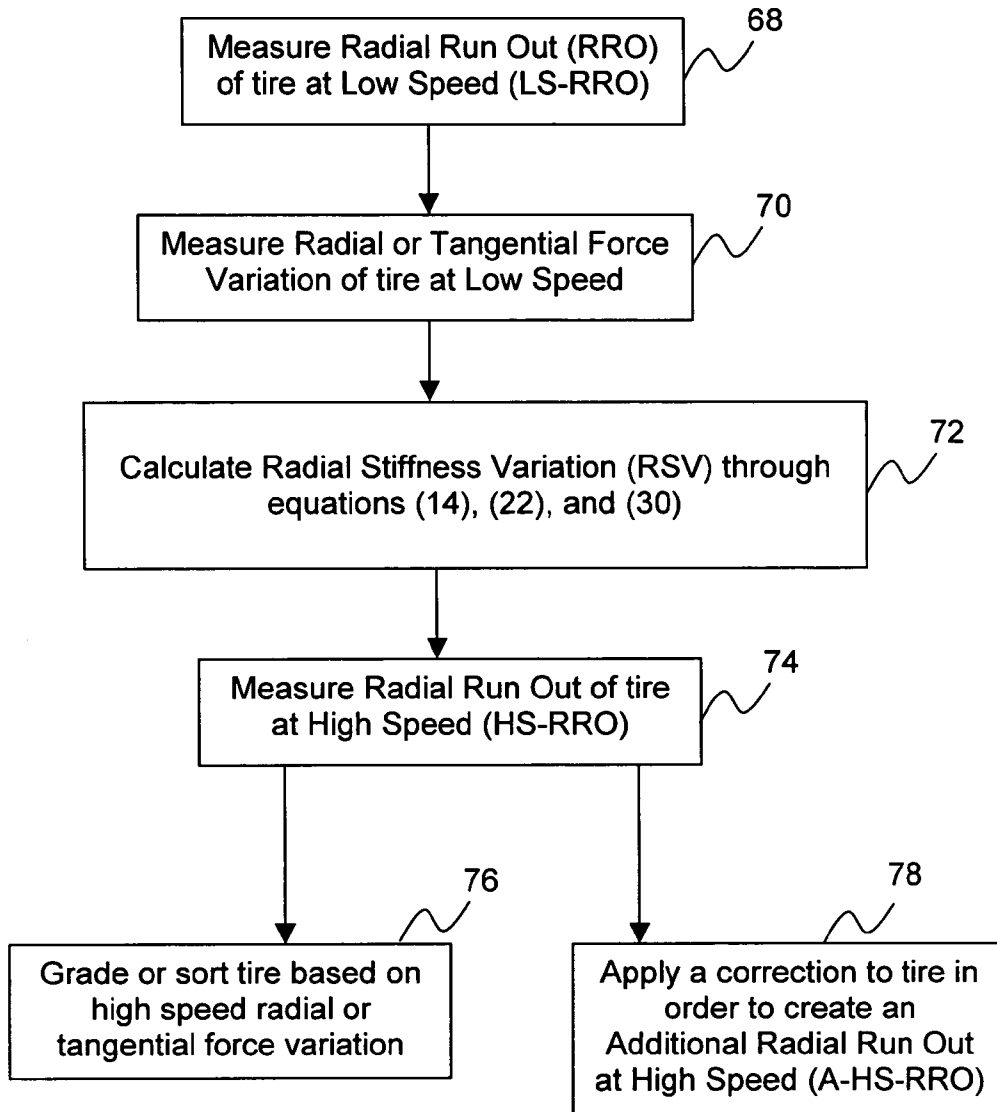 68
Measure Radial Run Out (RRO)
of tire at Low Speed (LS-RRO)
70
Measure Radial or Tangential Force
Variation of tire at Low Speed
72
Calculate Radial Stiffness Variation (RSV) through
equations (14), (22), and (30)
74
Measure Radial Run Out of tire
at High Speed (HS-RRO)
76
Grade or sort tire based on
high speed radial or
tangential force variation
78
Apply a correction to tire in
order to create an
Additional Radial Run Out
at High Speed (A-HS-RRO)